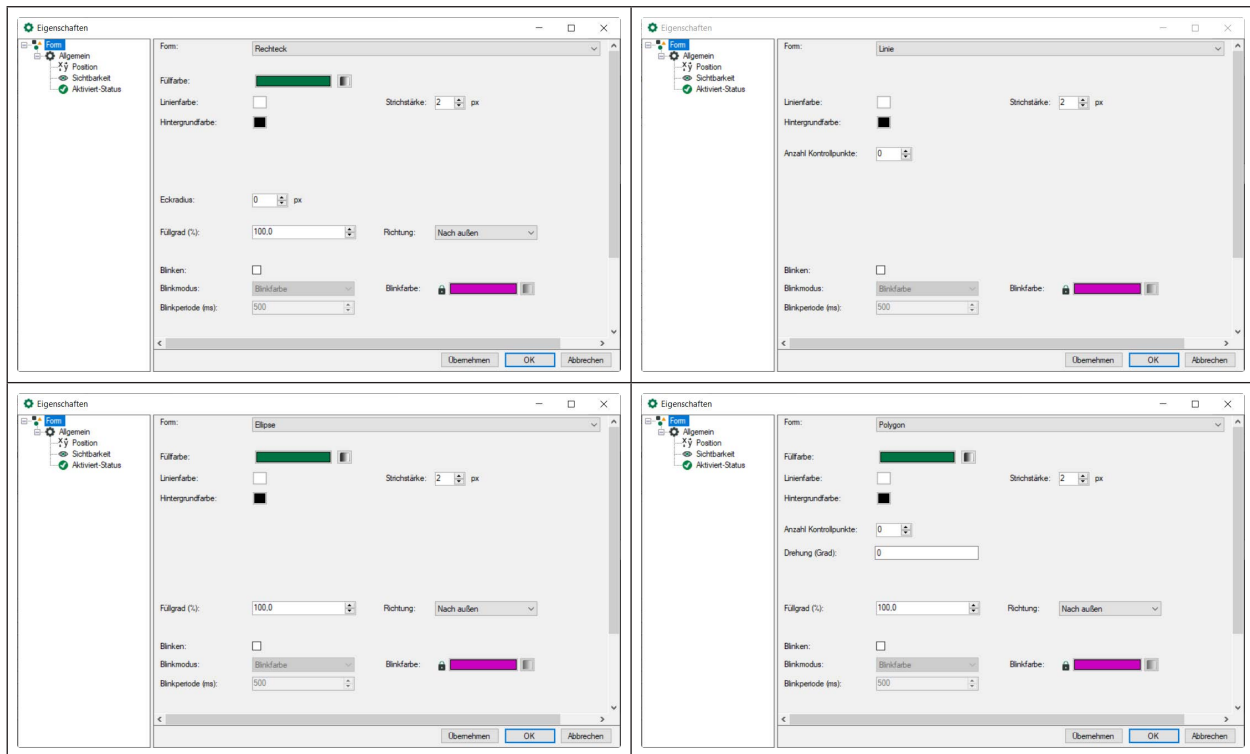 Eigenschaften
Form
Allgemein
Position
Sichtbarkeit
Aktiviert-Status
Form: Rechteck
Füllfarbe:
Linienfarbe: Strichstärke: 2 px
Hintergrundfarbe:
Eckradius: 0 px
Füllgrad (%): 100,0 Richtung: Nach außen
Blinken:
Blinkmodus: Blinkfarbe Blinkfarbe:
Blinkperiode (ms): 500
Übernehmen OK Abbrechen
Eigenschaften
Form
Allgemein
Position
Sichtbarkeit
Aktiviert-Status
Form: Linie
Linienfarbe: Strichstärke: 2 px
Hintergrundfarbe:
Anzahl Kontrollpunkte: 0
Blinken:
Blinkmodus: Blinkfarbe Blinkfarbe:
Blinkperiode (ms): 500
Übernehmen OK Abbrechen
Eigenschaften
Form
Allgemein
Position
Sichtbarkeit
Aktiviert-Status
Form: Ellipse
Füllfarbe:
Linienfarbe: Strichstärke: 2 px
Hintergrundfarbe:
Füllgrad (%): 100,0 Richtung: Nach außen
Blinken:
Blinkmodus: Blinkfarbe Blinkfarbe:
Blinkperiode (ms): 500
Übernehmen OK Abbrechen
Eigenschaften
Form
Allgemein
Position
Sichtbarkeit
Aktiviert-Status
Form: Polygon
Füllfarbe:
Linienfarbe: Strichstärke: 2 px
Hintergrundfarbe:
Anzahl Kontrollpunkte: 0
Drehung (Grad): 0
Füllgrad (%): 100,0 Richtung: Nach außen
Blinken:
Blinkmodus: Blinkfarbe Blinkfarbe:
Blinkperiode (ms): 500
Übernehmen OK Abbrechen